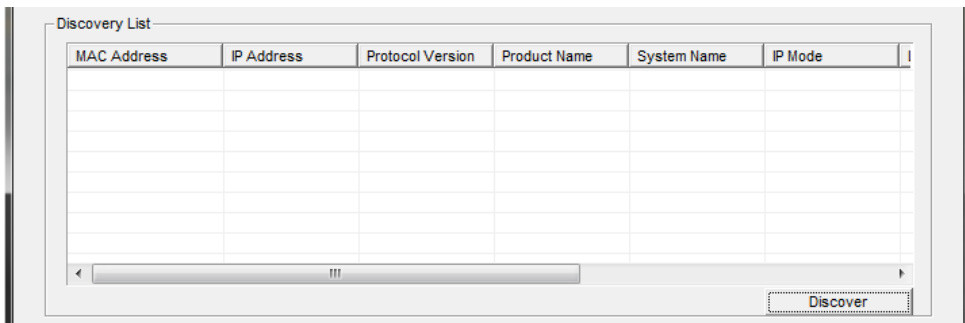 Discovery List
MAC Address IP Address Protocol Version Product Name System Name IP Mode
Discover